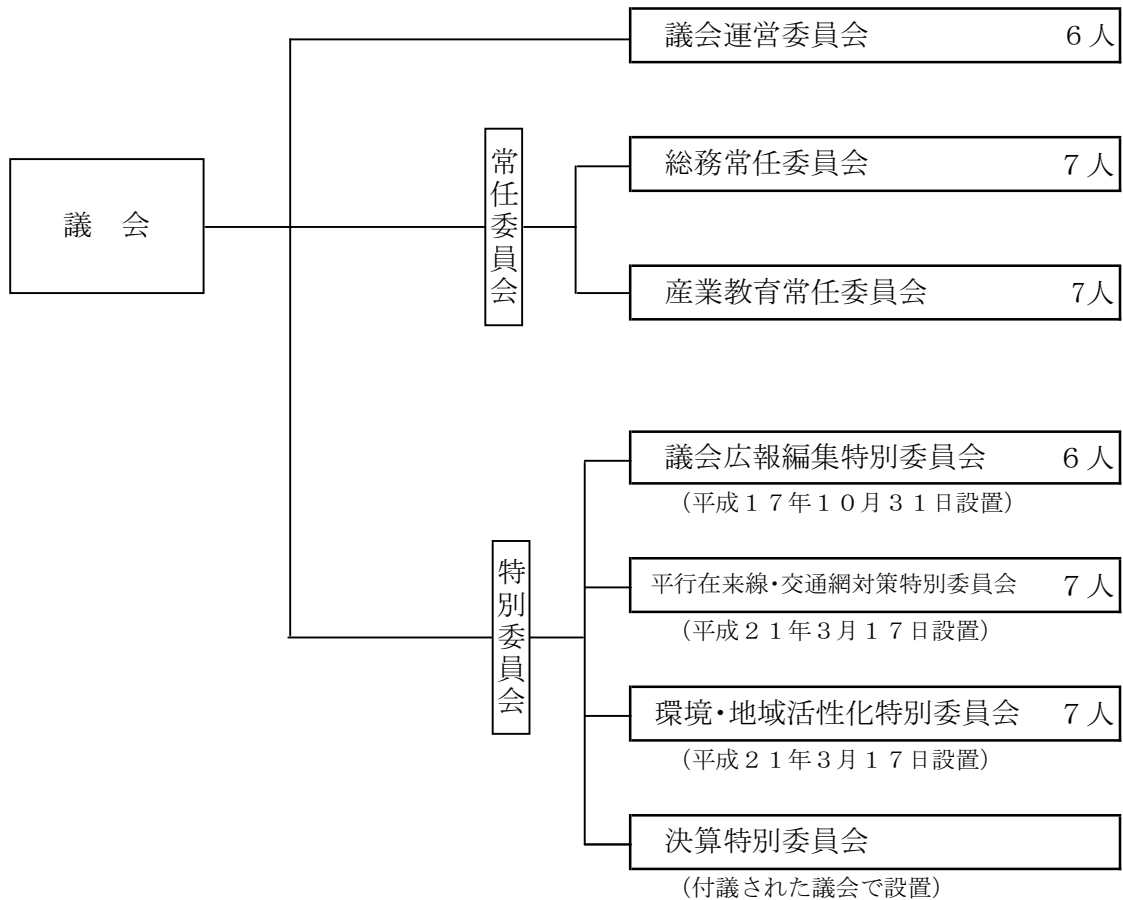 議会運営委員会 ６人
常任委員会
総務常任委員会 ７人
議　会
産業教育常任委員会 7人
議会広報編集特別委員会 ６人
（平成１７年１０月３１日設置）
特別委員会
平行在来線・交通網対策特別委員会 ７人
（平成２１年３月１７日設置）
環境・地域活性化特別委員会 ７人
（平成２１年３月１７日設置）
決算特別委員会
（付議された議会で設置）